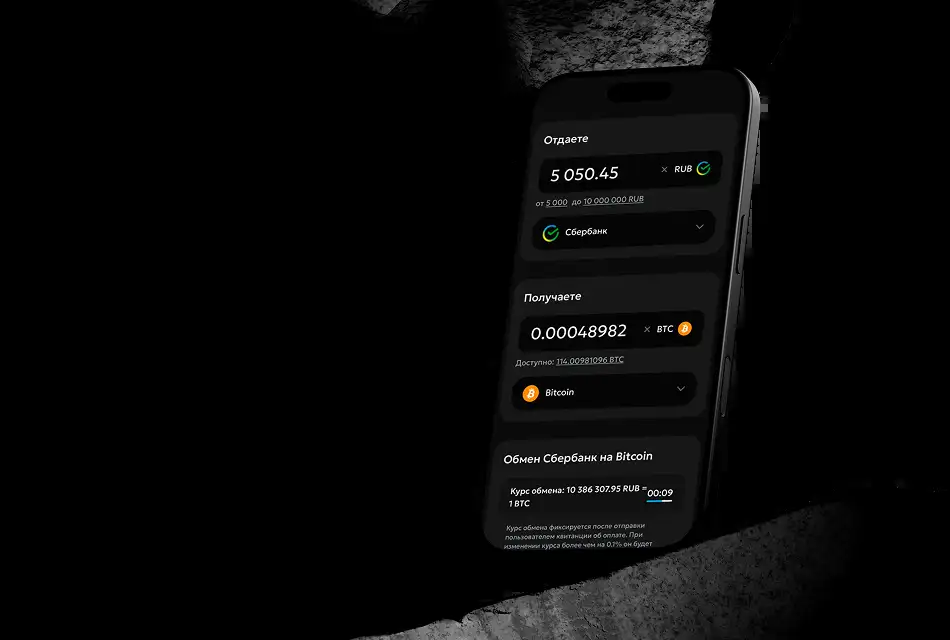 Отдаете
5 050.45 × RUB
от 5 000 до 10 000 000 RUB
Сбербанк
Получаете
0.00048982 × BTC
Доступно: 114.00981096 BTC
Bitcoin
Обмен Сбербанк на Bitcoin
Курс обмена: 10 386 307.95 RUB =
1 BTC
00:09
Курс обмена фиксируется после отправки
пользователем квитанции об оплате. При
изменении курса более чем на 0.1% он будет